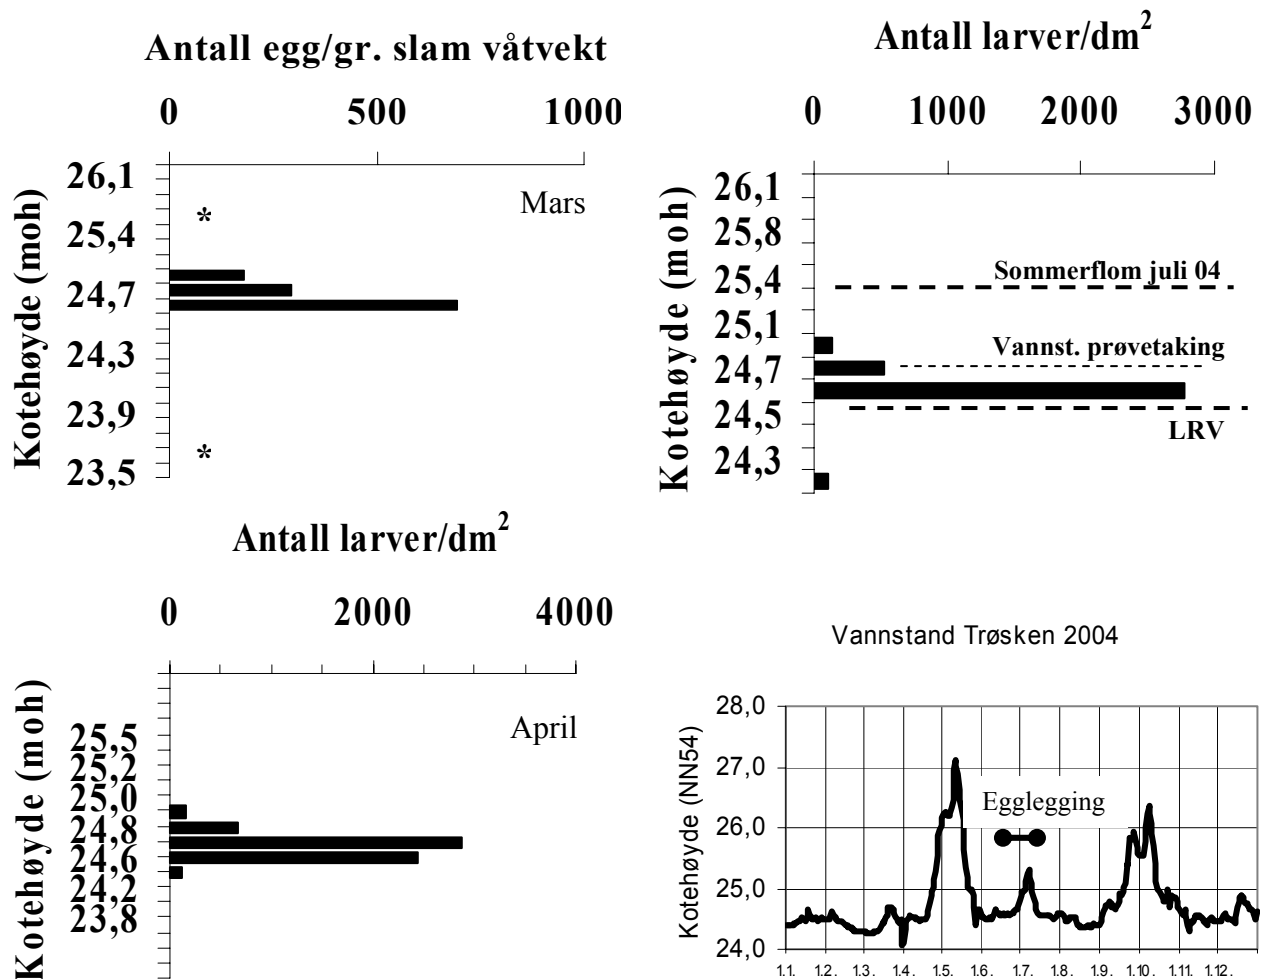 Antall egg/gr. slam våtvekt
0 500 1000
Kotehøyde (moh)
26,1
25,4
24,7
24,3
23,9
23,5
*
*
Mars
Antall larver/dm2
0 1000 2000 3000
Kotehøyde (moh)
26,1
25,8
25,4
25,1
24,7
24,5
24,3
Sommerflom juli 04
Vannst. prøvetaking
LRV
Antall larver/dm2
0 2000 4000
Kotehøyde (moh)
25,5
25,2
25,0
24,8
24,6
24,2
23,8
April
Vannstand Trøsken 2004
Kotehøyde (NN54)
28,0
27,0
26,0
25,0
24,0
Egglegging
1.1. 1.2. 1.3. 1.4. 1.5. 1.6. 1.7. 1.8. 1.9. 1.10. 1.11. 1.12.